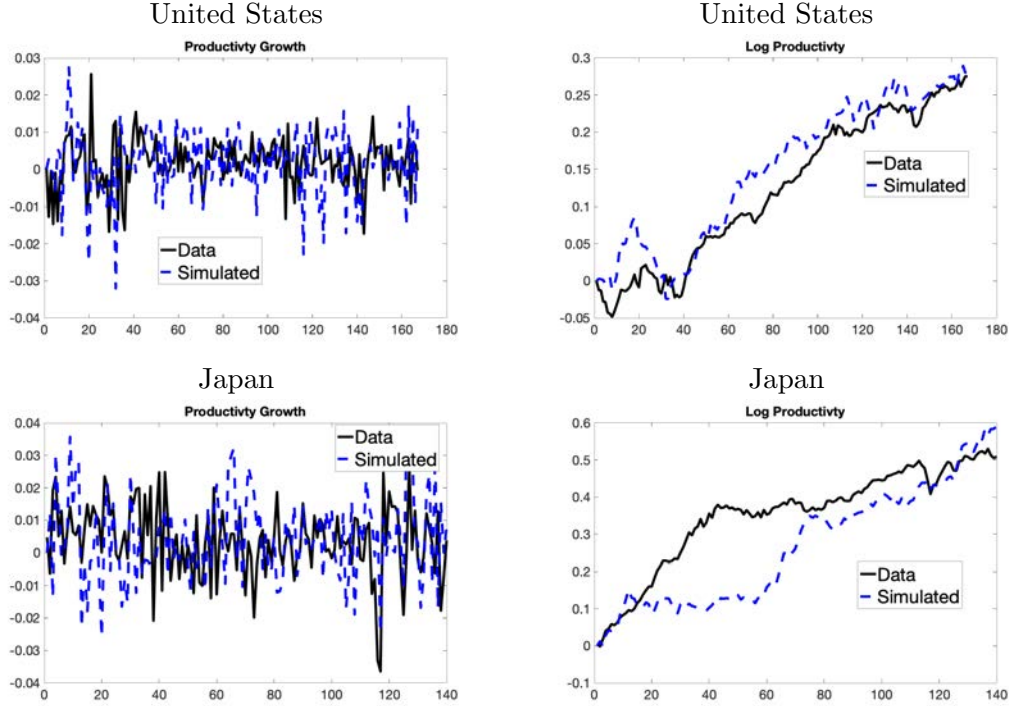 United States
Productivty Growth
0.03
0.02
0.01
0
-0.01
-0.02
-0.03
-0.04
0 20 40 60 80 100 120 140 160 180
Data
Simulated
United States
Log Productivty
0.3
0.25
0.2
0.15
0.1
0.05
0
-0.05
0 20 40 60 80 100 120 140 160 180
Data
Simulated
Japan
Productivty Growth
0.04
0.03
0.02
0.01
0
-0.01
-0.02
-0.03
-0.04
0 20 40 60 80 100 120 140
Data
Simulated
Japan
Log Productivty
0.6
0.5
0.4
0.3
0.2
0.1
0
-0.1
0 20 40 60 80 100 120 140
Data
Simulated